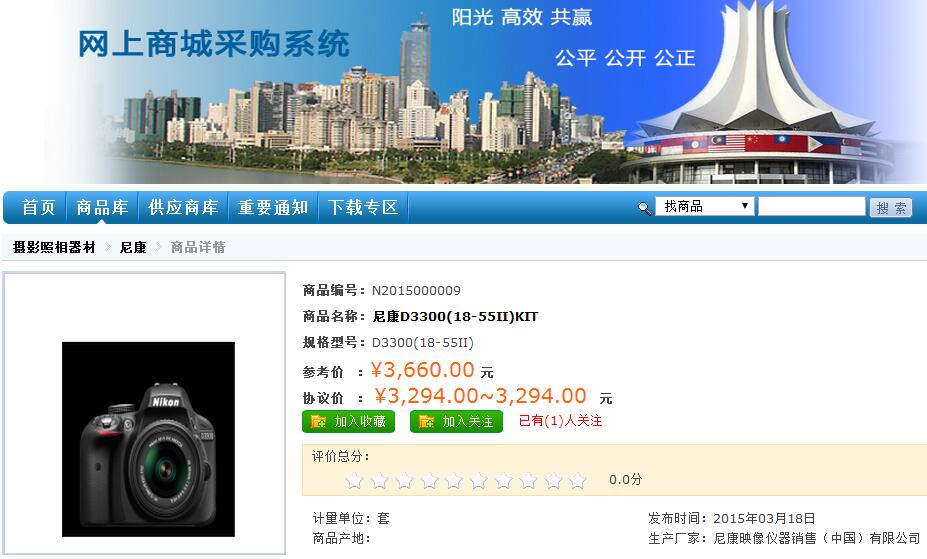 阳光 高效 共赢
网上商城采购系统
公平 公开 公正
首页 商品库 供应商库 重要通知 下载专区 找商品 搜 索
摄影照相器材 尼康 商品详情
商品编号：N2015000009
商品名称：尼康D3300(18-55II)KIT
规格型号：D3300(18-55II)
参考价 ：¥3,660.00 元
协议价 ：¥3,294.00~3,294.00 元
加入收藏 加入关注 已有(1)人关注
Nikon
D3300
评价总分：
0.0分
计量单位：套 发布时间：2015年03月18日
商品产地： 生产厂家：尼康映像仪器销售（中国）有限公司